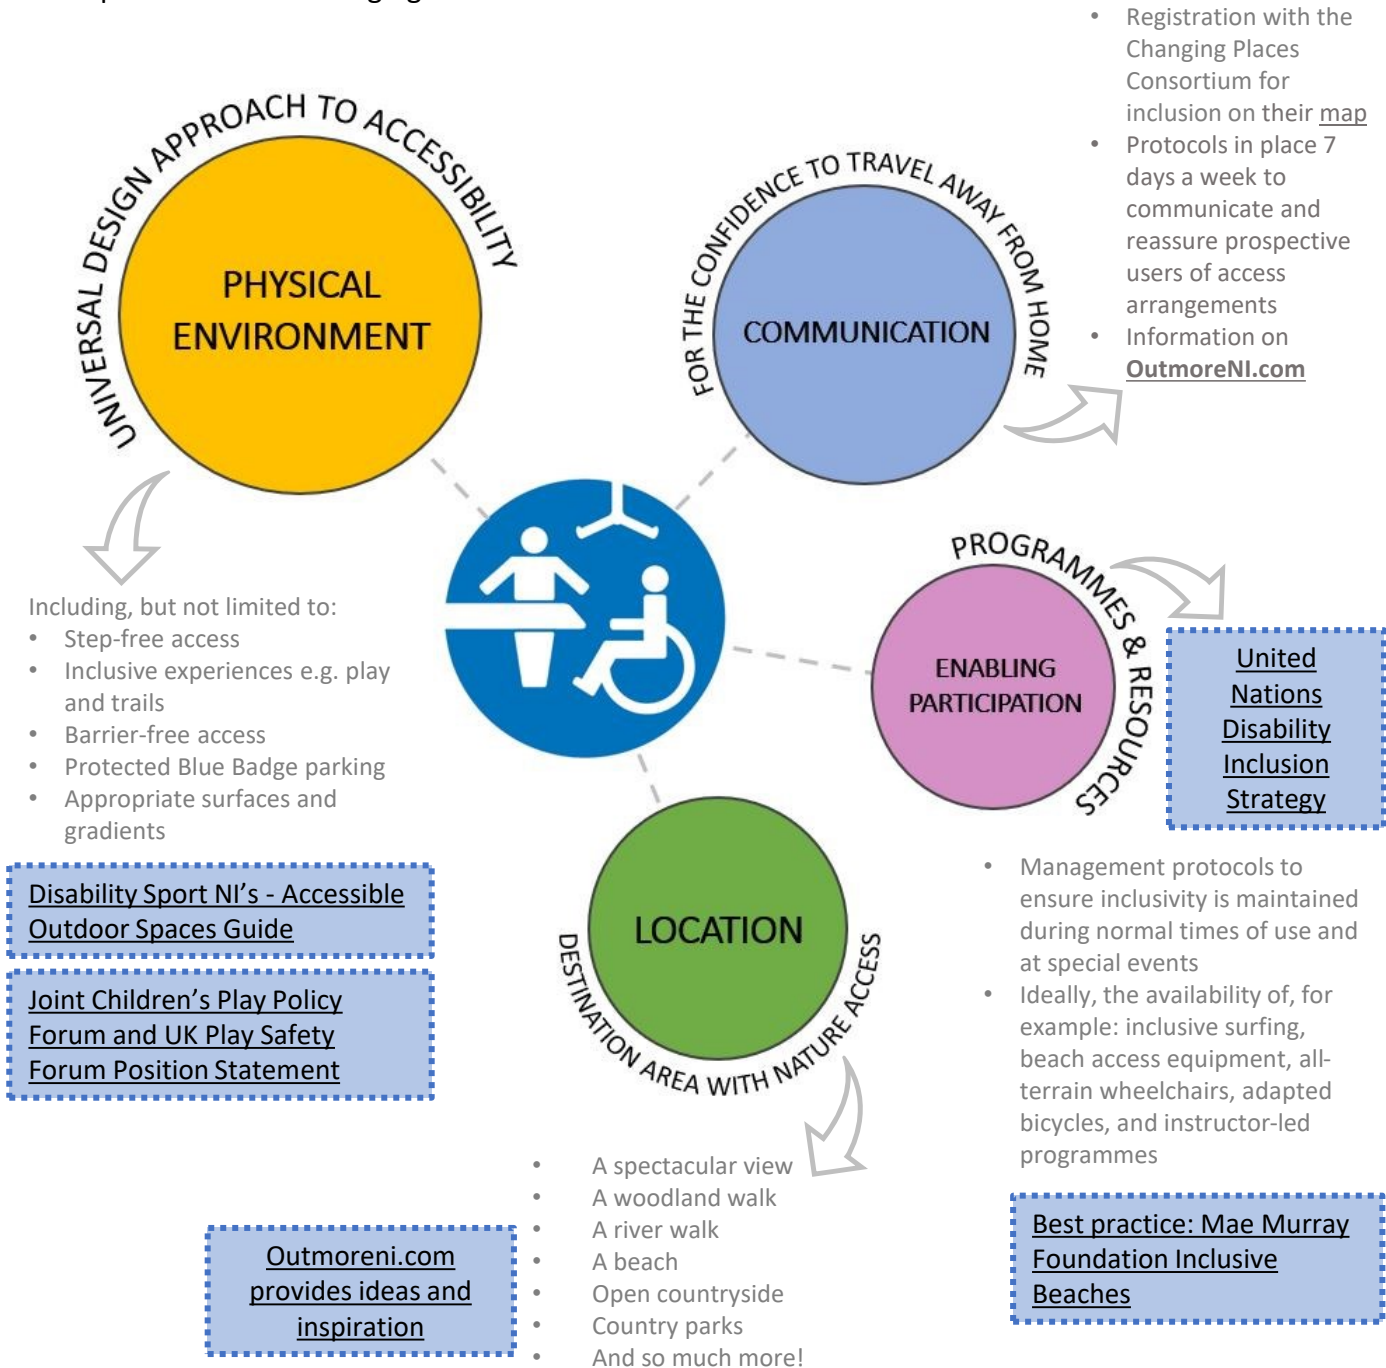 • Registration with the
Changing Places
Consortium for
inclusion on their map
• Protocols in place 7
days a week to
communicate and
reassure prospective
users of access
arrangements
• Information on
OutmoreNI.com
UNIVERSAL DESIGN APPROACH TO ACCESSIBILITY
PHYSICAL
ENVIRONMENT
FOR THE CONFIDENCE TO TRAVEL AWAY FROM HOME
COMMUNICATION
Including, but not limited to:
• Step-free access
• Inclusive experiences e.g. play
and trails
• Barrier-free access
• Protected Blue Badge parking
• Appropriate surfaces and
gradients
Disability Sport NI’s - Accessible
Outdoor Spaces Guide
Joint Children’s Play Policy
Forum and UK Play Safety
Forum Position Statement
PROGRAMMES & RESOURCES
ENABLING
PARTICIPATION
United
Nations
Disability
Inclusion
Strategy
• Management protocols to
ensure inclusivity is maintained
during normal times of use and
at special events
• Ideally, the availability of, for
example: inclusive surfing,
beach access equipment, all-
terrain wheelchairs, adapted
bicycles, and instructor-led
programmes
Best practice: Mae Murray
Foundation Inclusive
Beaches
LOCATION
DESTINATION AREA WITH NATURE ACCESS
• A spectacular view
• A woodland walk
• A river walk
• A beach
• Open countryside
• Country parks
• And so much more!
Outmoreni.com
provides ideas and
inspiration